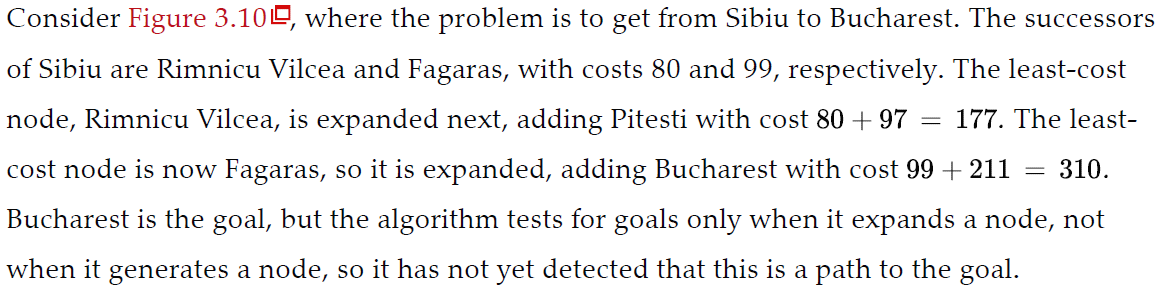 Consider Figure 3.10, where the problem is to get from Sibiu to Bucharest. The successors
of Sibiu are Rimnicu Vilcea and Fagaras, with costs 80 and 99, respectively. The least-cost
node, Rimnicu Vilcea, is expanded next, adding Pitesti with cost 80 + 97 = 177. The least-
cost node is now Fagaras, so it is expanded, adding Bucharest with cost 99 + 211 = 310.
Bucharest is the goal, but the algorithm tests for goals only when it expands a node, not
when it generates a node, so it has not yet detected that this is a path to the goal.